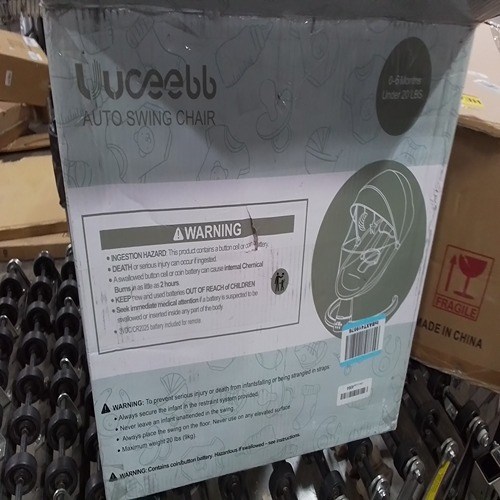 Vuceebb
AUTO SWING CHAIR
0-6 Months
Under 20 LBS
WARNING
• INGESTION HAZARD: This product contains a button cell or coin battery.
• DEATH or serious injury can occur if ingested.
• A swallowed button cell or coin battery can cause Internal Chemical
Burns in as little as 2 hours.
• KEEP new and used batteries OUT OF REACH of CHILDREN
• Seek immediate medical attention if a battery is suspected to be
swallowed or inserted inside any part of the body.
battery included for remote.
WARNING: To prevent serious injury or death from infants falling or being strangled in straps:
• Always secure the infant in the restraint system provided.
• Never leave an infant unattended in the swing.
• Always place the swing on the floor. Never use on any elevated surface.
• Maximum weight 20 lbs (9kg)
WARNING: Contains coin button battery. Hazardous if swallowed - see instructions.
FRAGILE
MADE IN CHINA